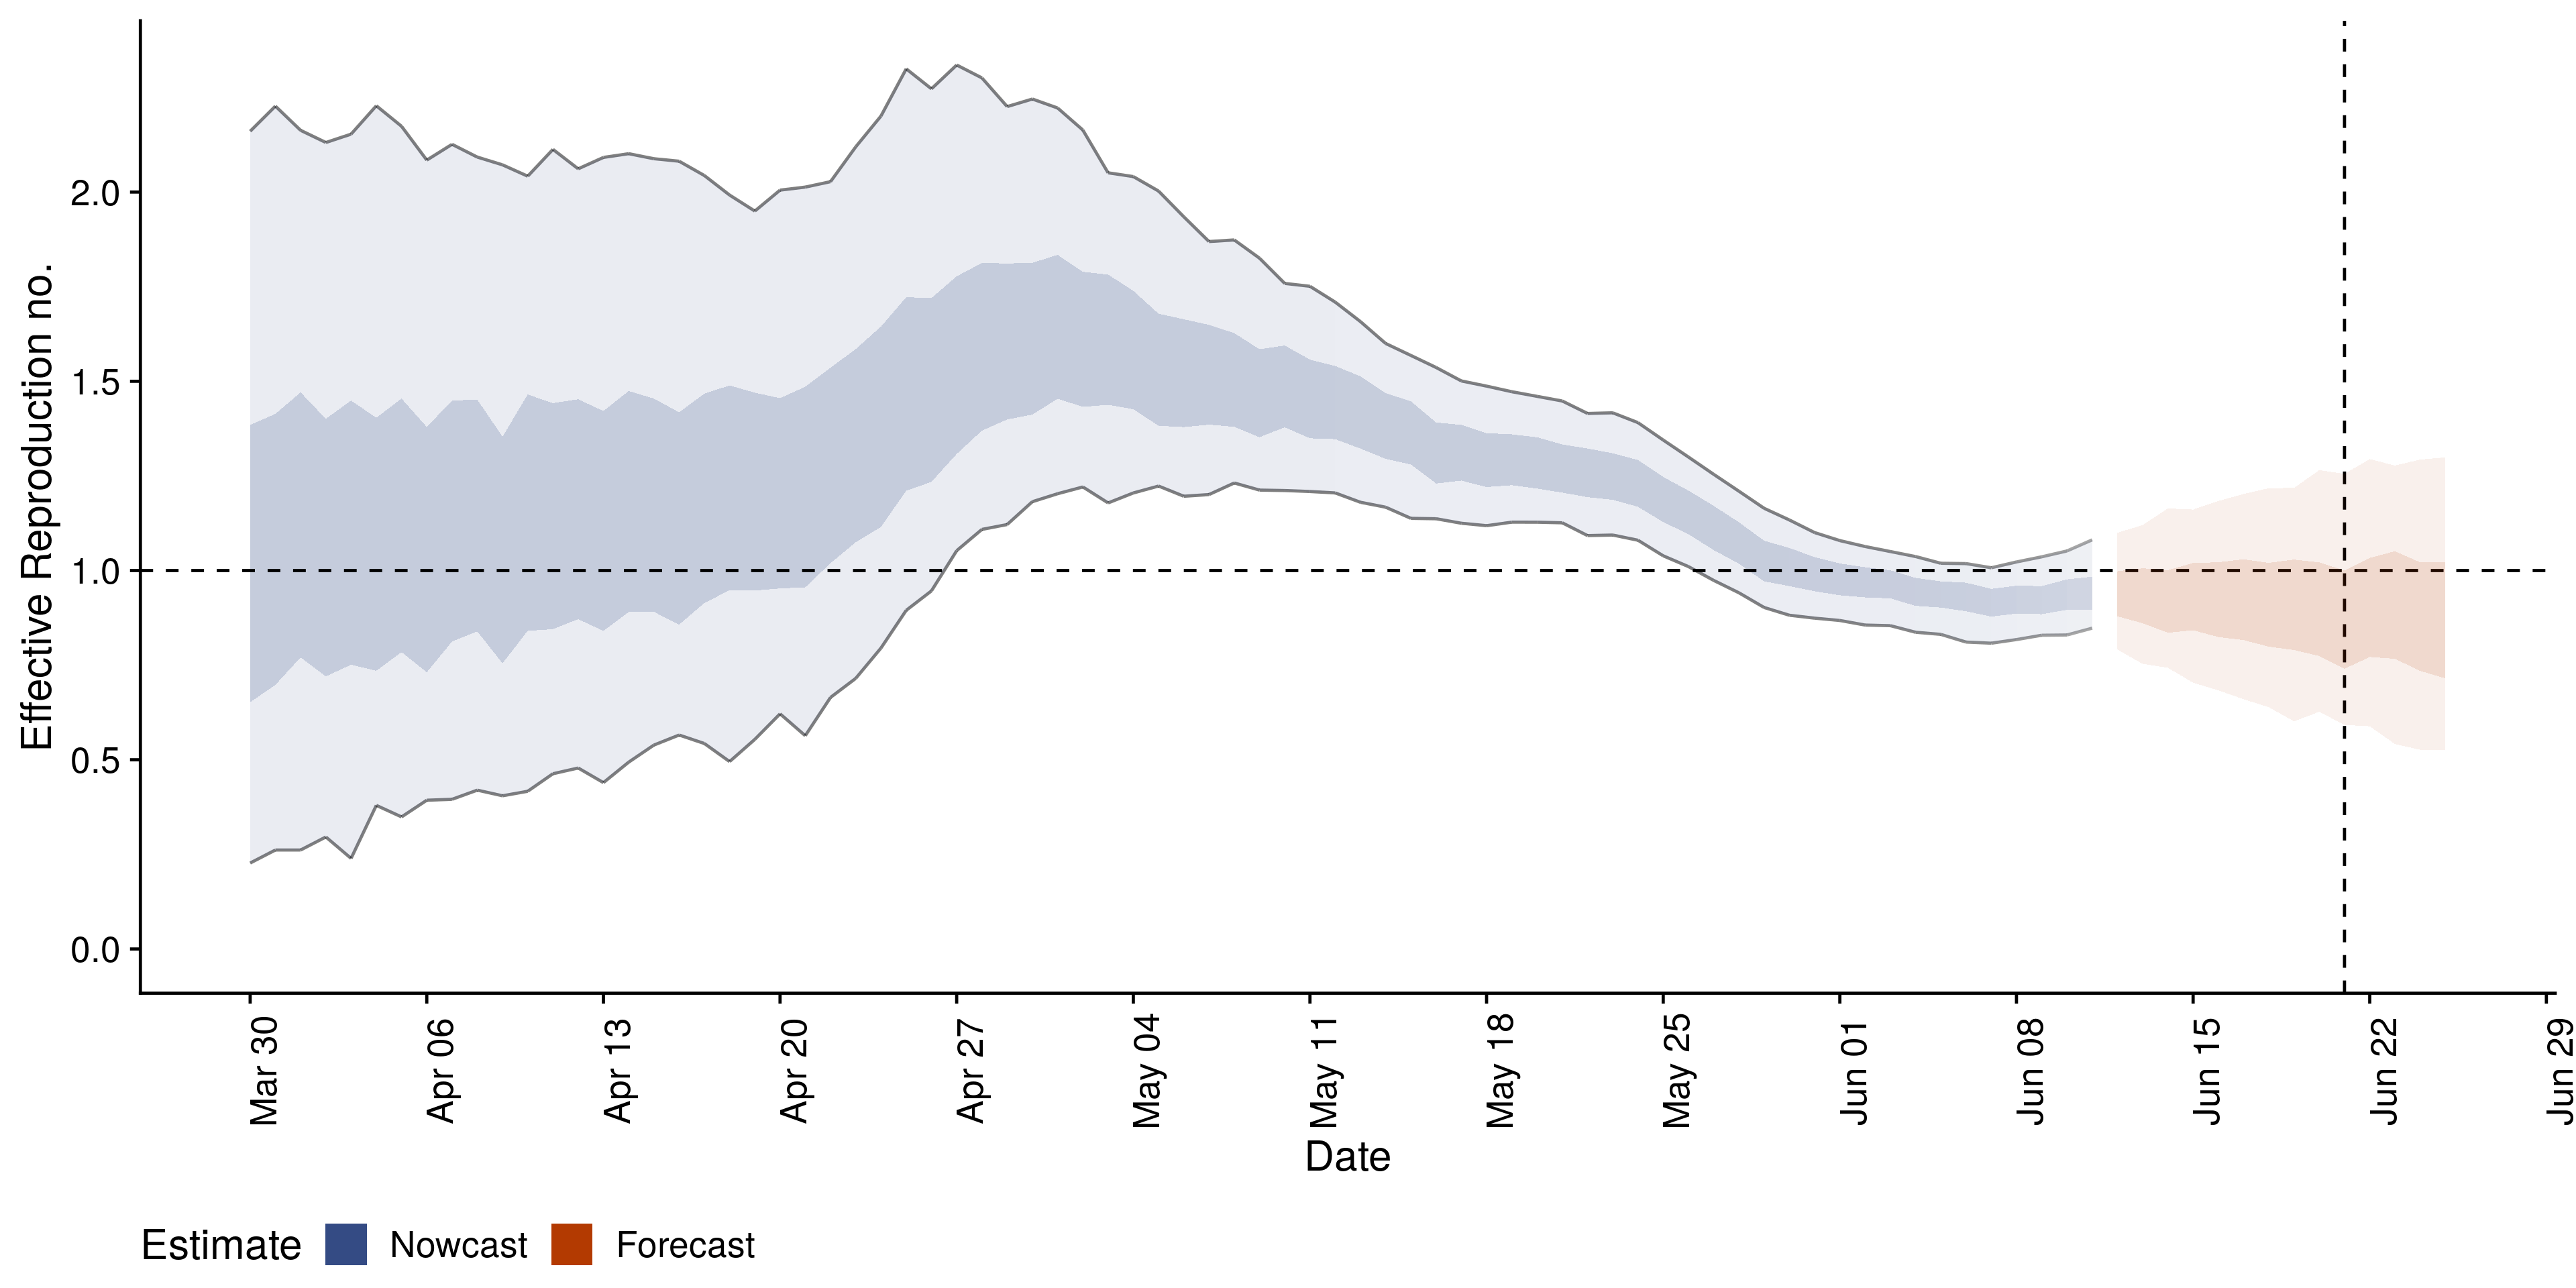 Effective Reproduction no.
2.0
1.5
1.0
0.5
0.0
Mar 30
Apr 06
Apr 13
Apr 20
Apr 27
May 04
May 11
May 18
May 25
Jun 01
Jun 08
Jun 15
Jun 22
Jun 29
Date
Estimate Nowcast Forecast